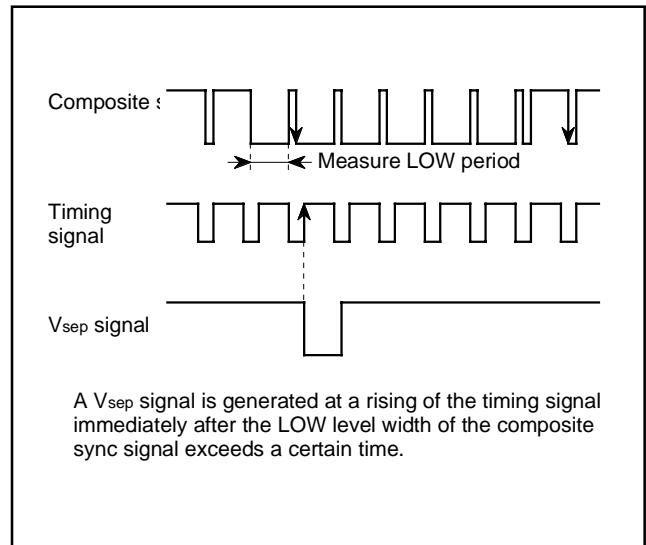 Composite
Measure LOW period
Timing
signal
Vsep signal
A Vsep signal is generated at a rising of the timing signal
immediately after the LOW level width of the composite
sync signal exceeds a certain time.